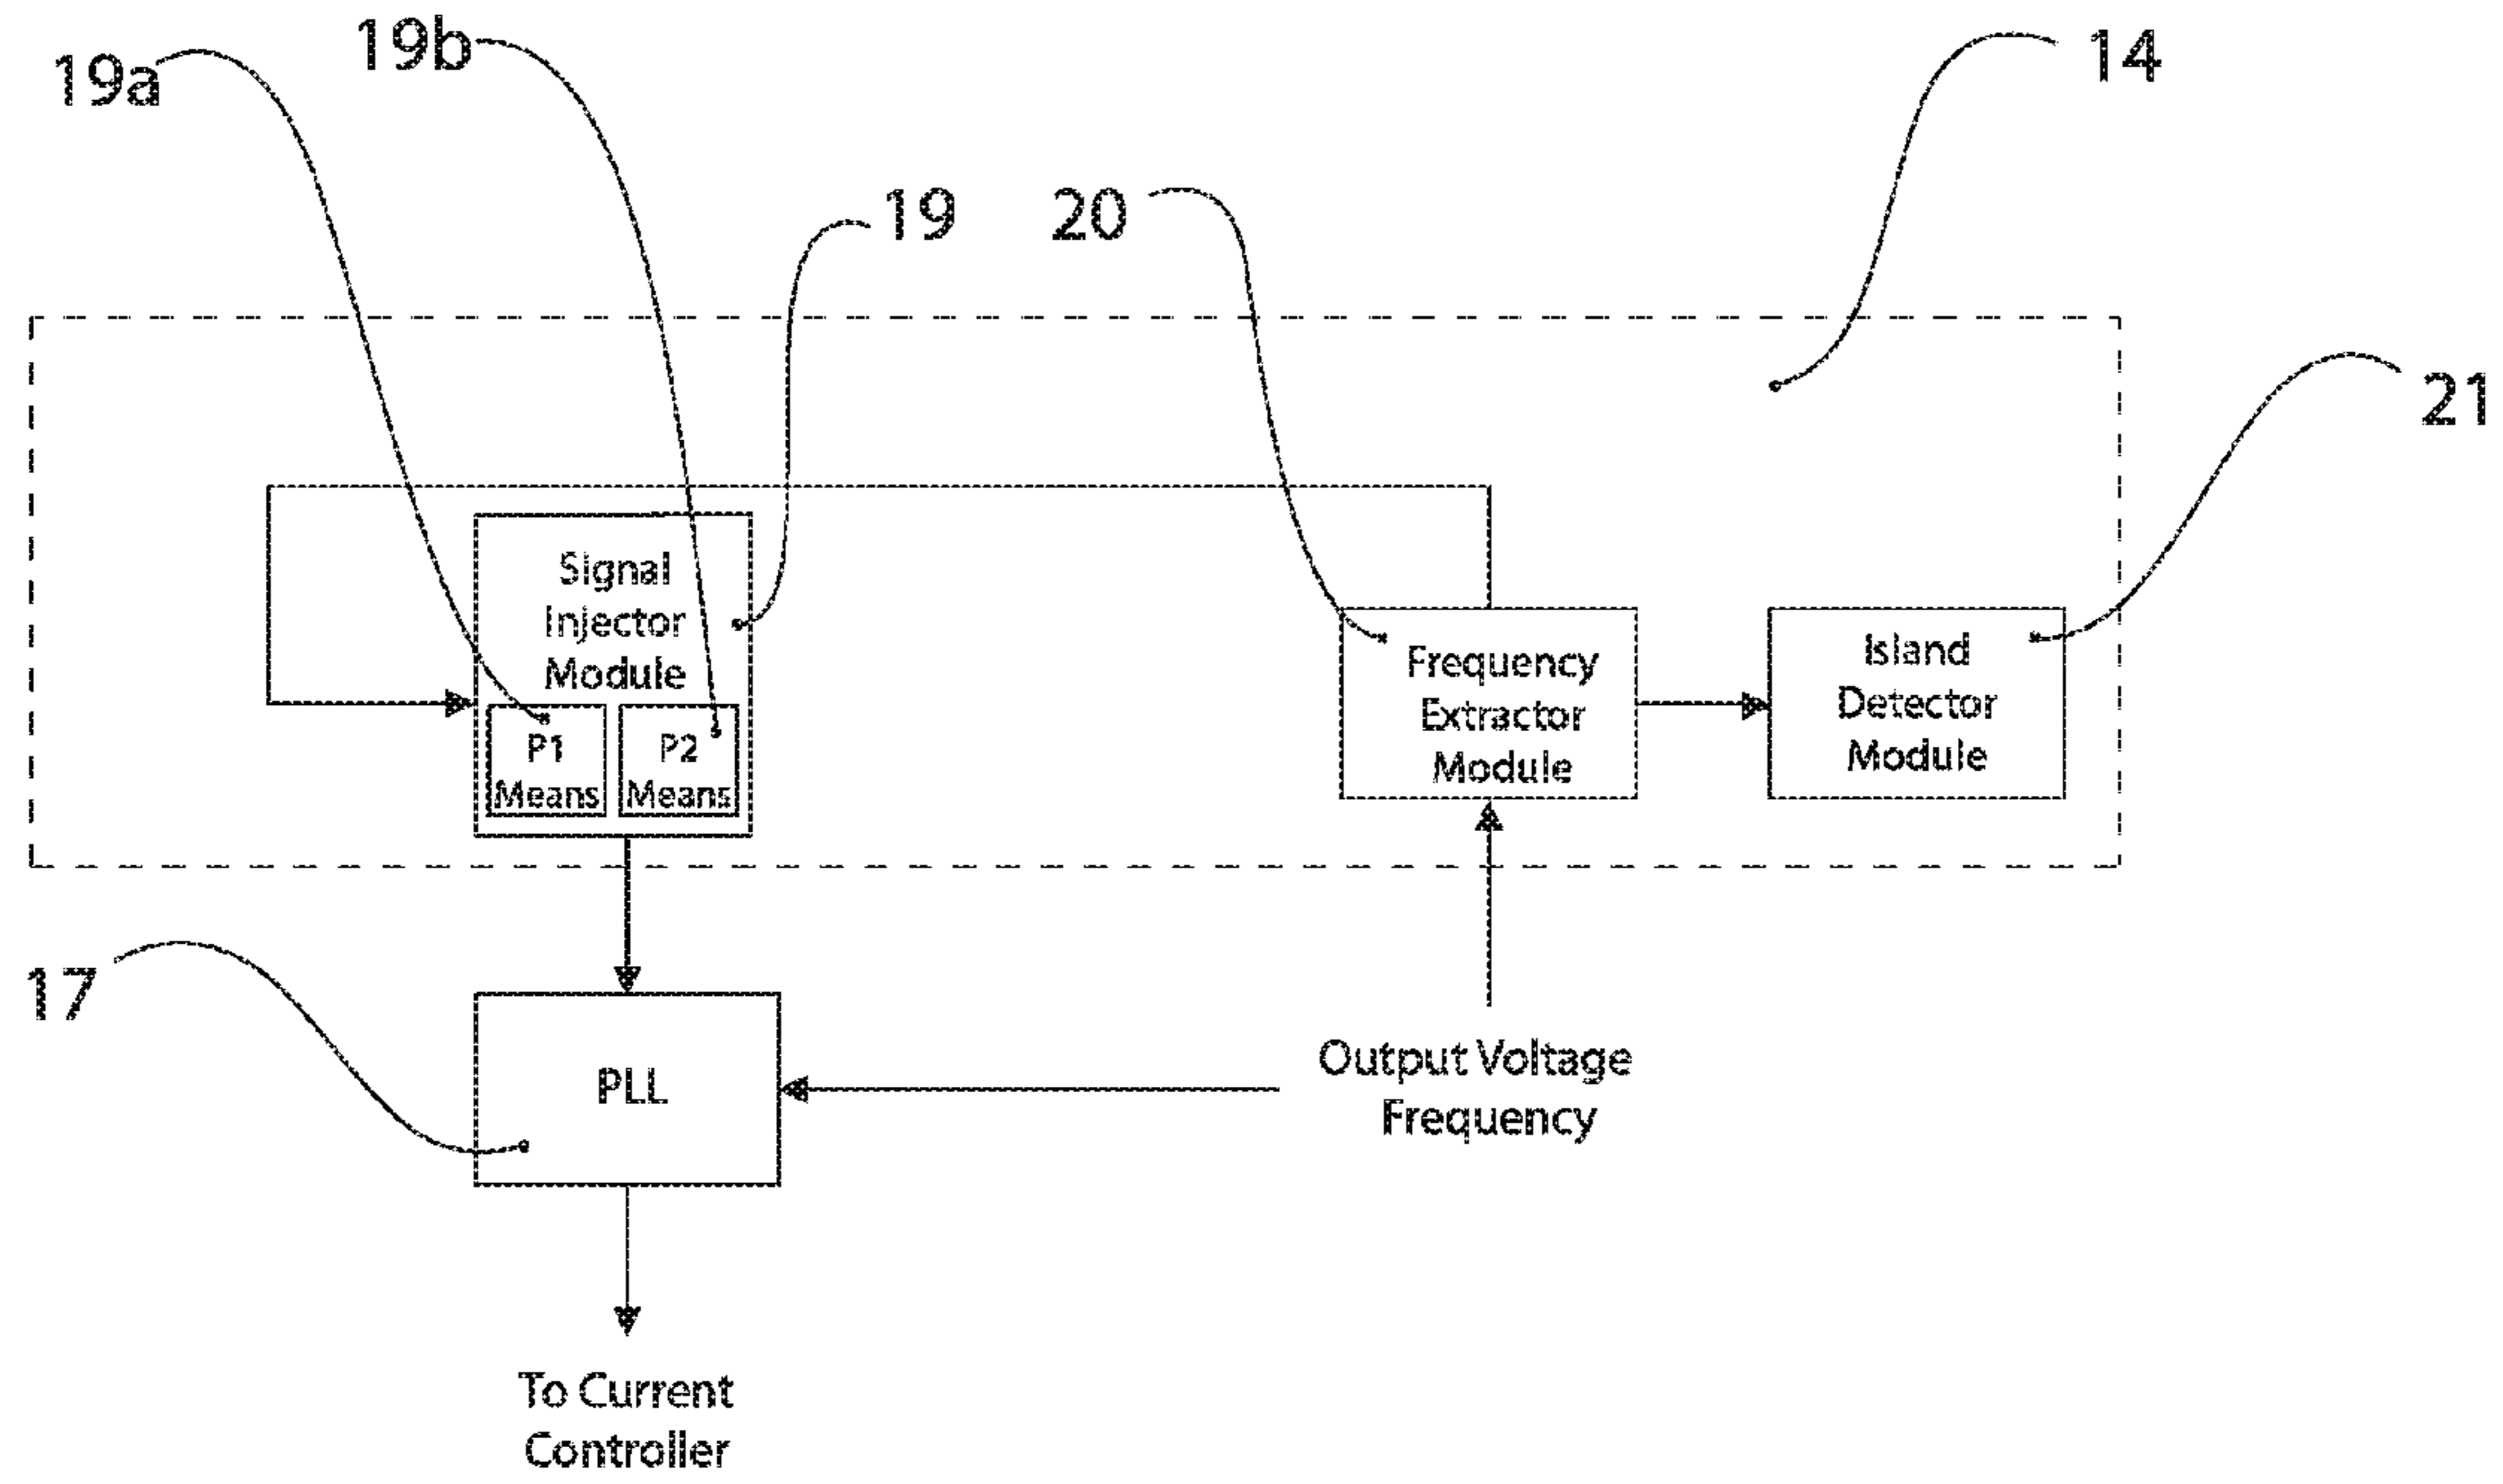 19a
19b
14
19
20
21
Signal
Injector
Module
P1
Means
P2
Means
Frequency
Extractor
Module
Island
Detector
Module
17
PLL
Output Voltage
Frequency
To Current
Controller